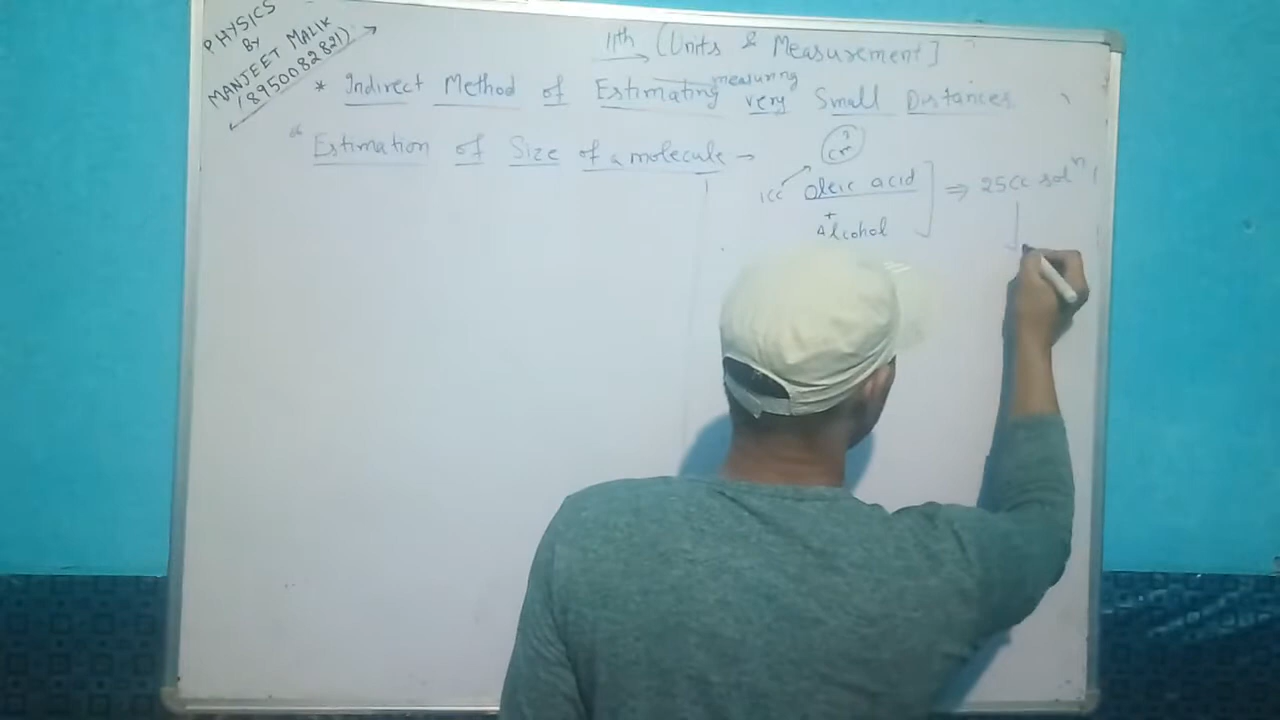 PHYSICS
By
MANJEET MALIK
(8950082821)
11th (Units & Measurement]
measuring
* Indirect Method of Estimating very Small Distances
" Estimation of Size of a molecule →
1cc Oleic acid ⇒ 25cc solⁿ
+
Alcohol